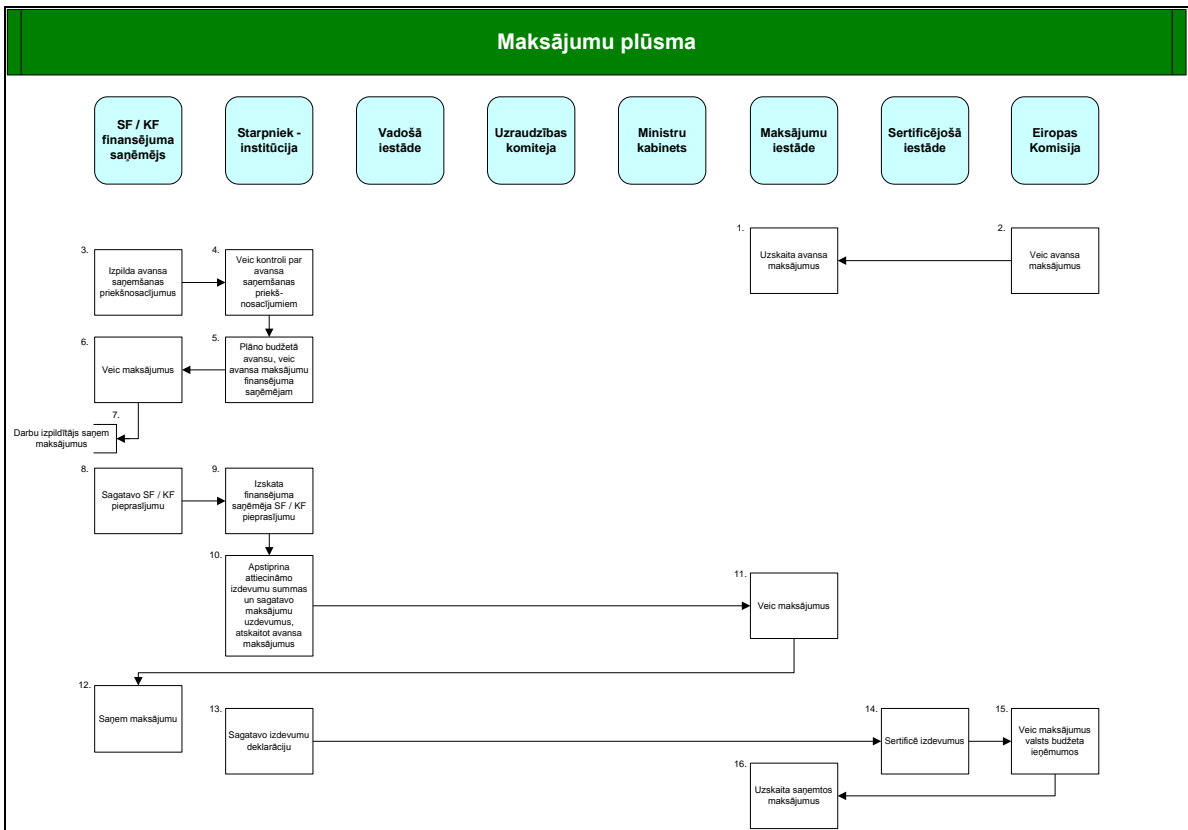 Maksājumu plūsma
SF / KF
finansējuma
saņēmējs
Starpniek -
institūcija
Vadošā
iestāde
Uzraudzības
komiteja
Ministru
kabinets
Maksājumu
iestāde
Sertificējošā
iestāde
Eiropas
Komisija
1.
Uzskaita avansa
maksājumus
2.
Veic avansa
maksājumus
3.
Izpilda avansa
saņemšanas
priekšnosacījumus
4.
Veic kontroli par
avansa
saņemšanas
priekš-
nosacījumiem
5.
Plāno budžetā
avansu, veic
avansa maksājumu
finansējuma
saņēmējam
6.
Veic maksājumus
7.
Darbu izpildītājs saņem
maksājumus
8.
Sagatavo SF / KF
pieprasījumu
9.
Izskata
finansējuma
saņēmēja SF / KF
pieprasījumu
10.
Apstiprina
attiecināmo
izdevumu summas
un sagatavo
maksājumu
uzdevumus,
atskaitot avansa
maksājumus
11.
Veic maksājumus
12.
Saņem maksājumu
13.
Sagatavo izdevumu
deklarāciju
14.
Sertificē izdevumus
15.
Veic maksājumus
valsts budžeta
ieņēmumos
16.
Uzskaita saņemtos
maksājumus